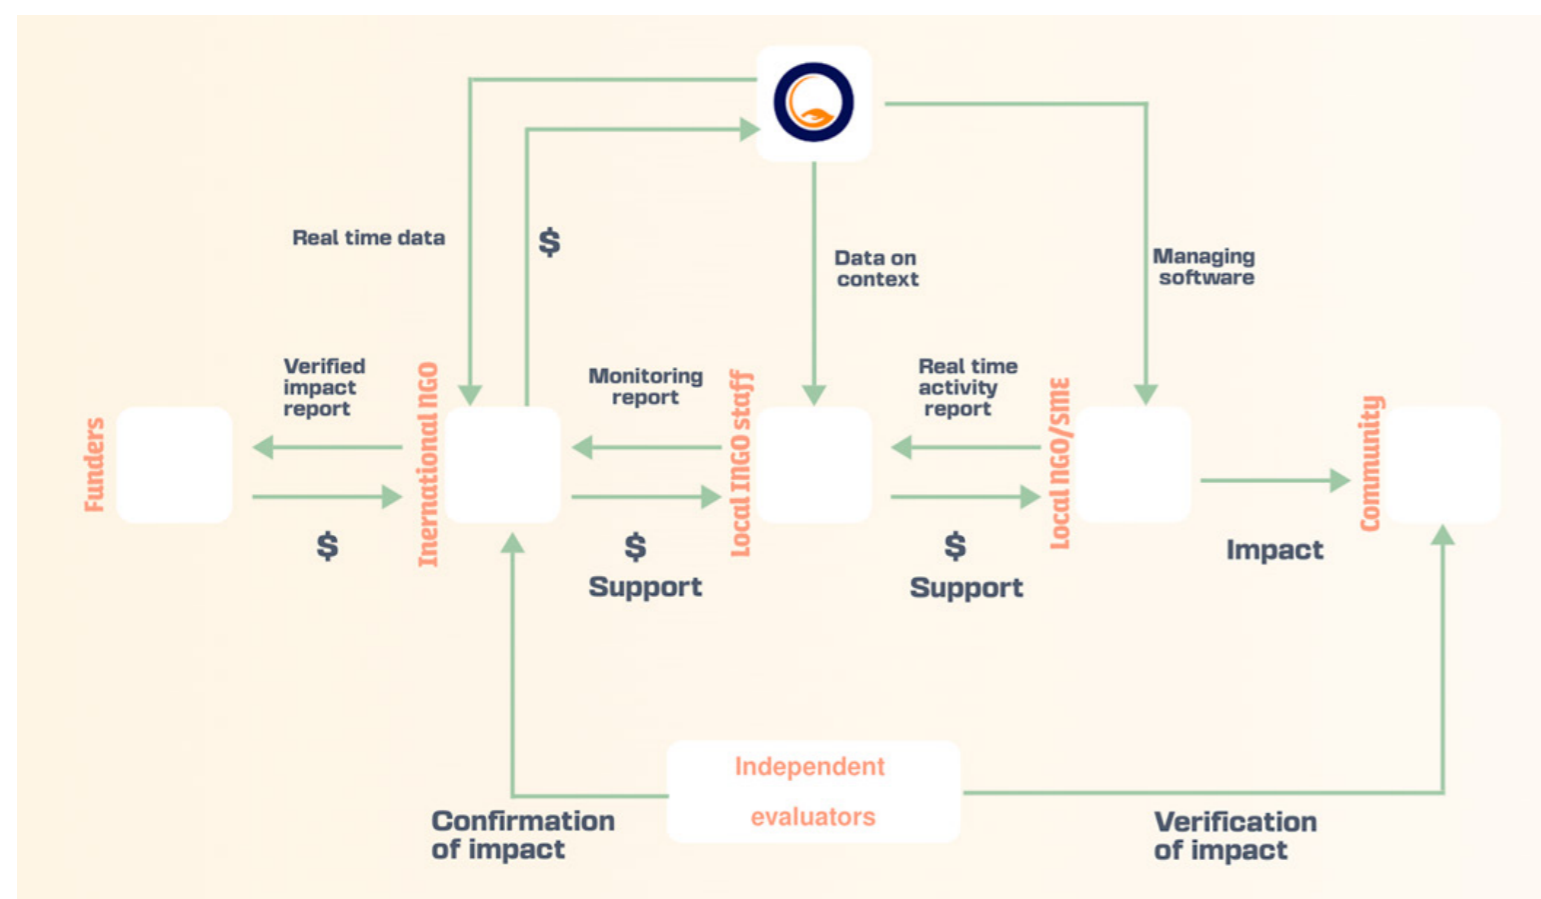 Real time data
$
Data on
context
Managing
software
Verified
impact
report
Monitoring
report
Real time
activity
report
Funders
Inernational NGO
Local INGO staff
Local NGO/SME
Community
$
$
Support
$
Support
Impact
Independent
evaluators
Confirmation
of impact
Verification
of impact